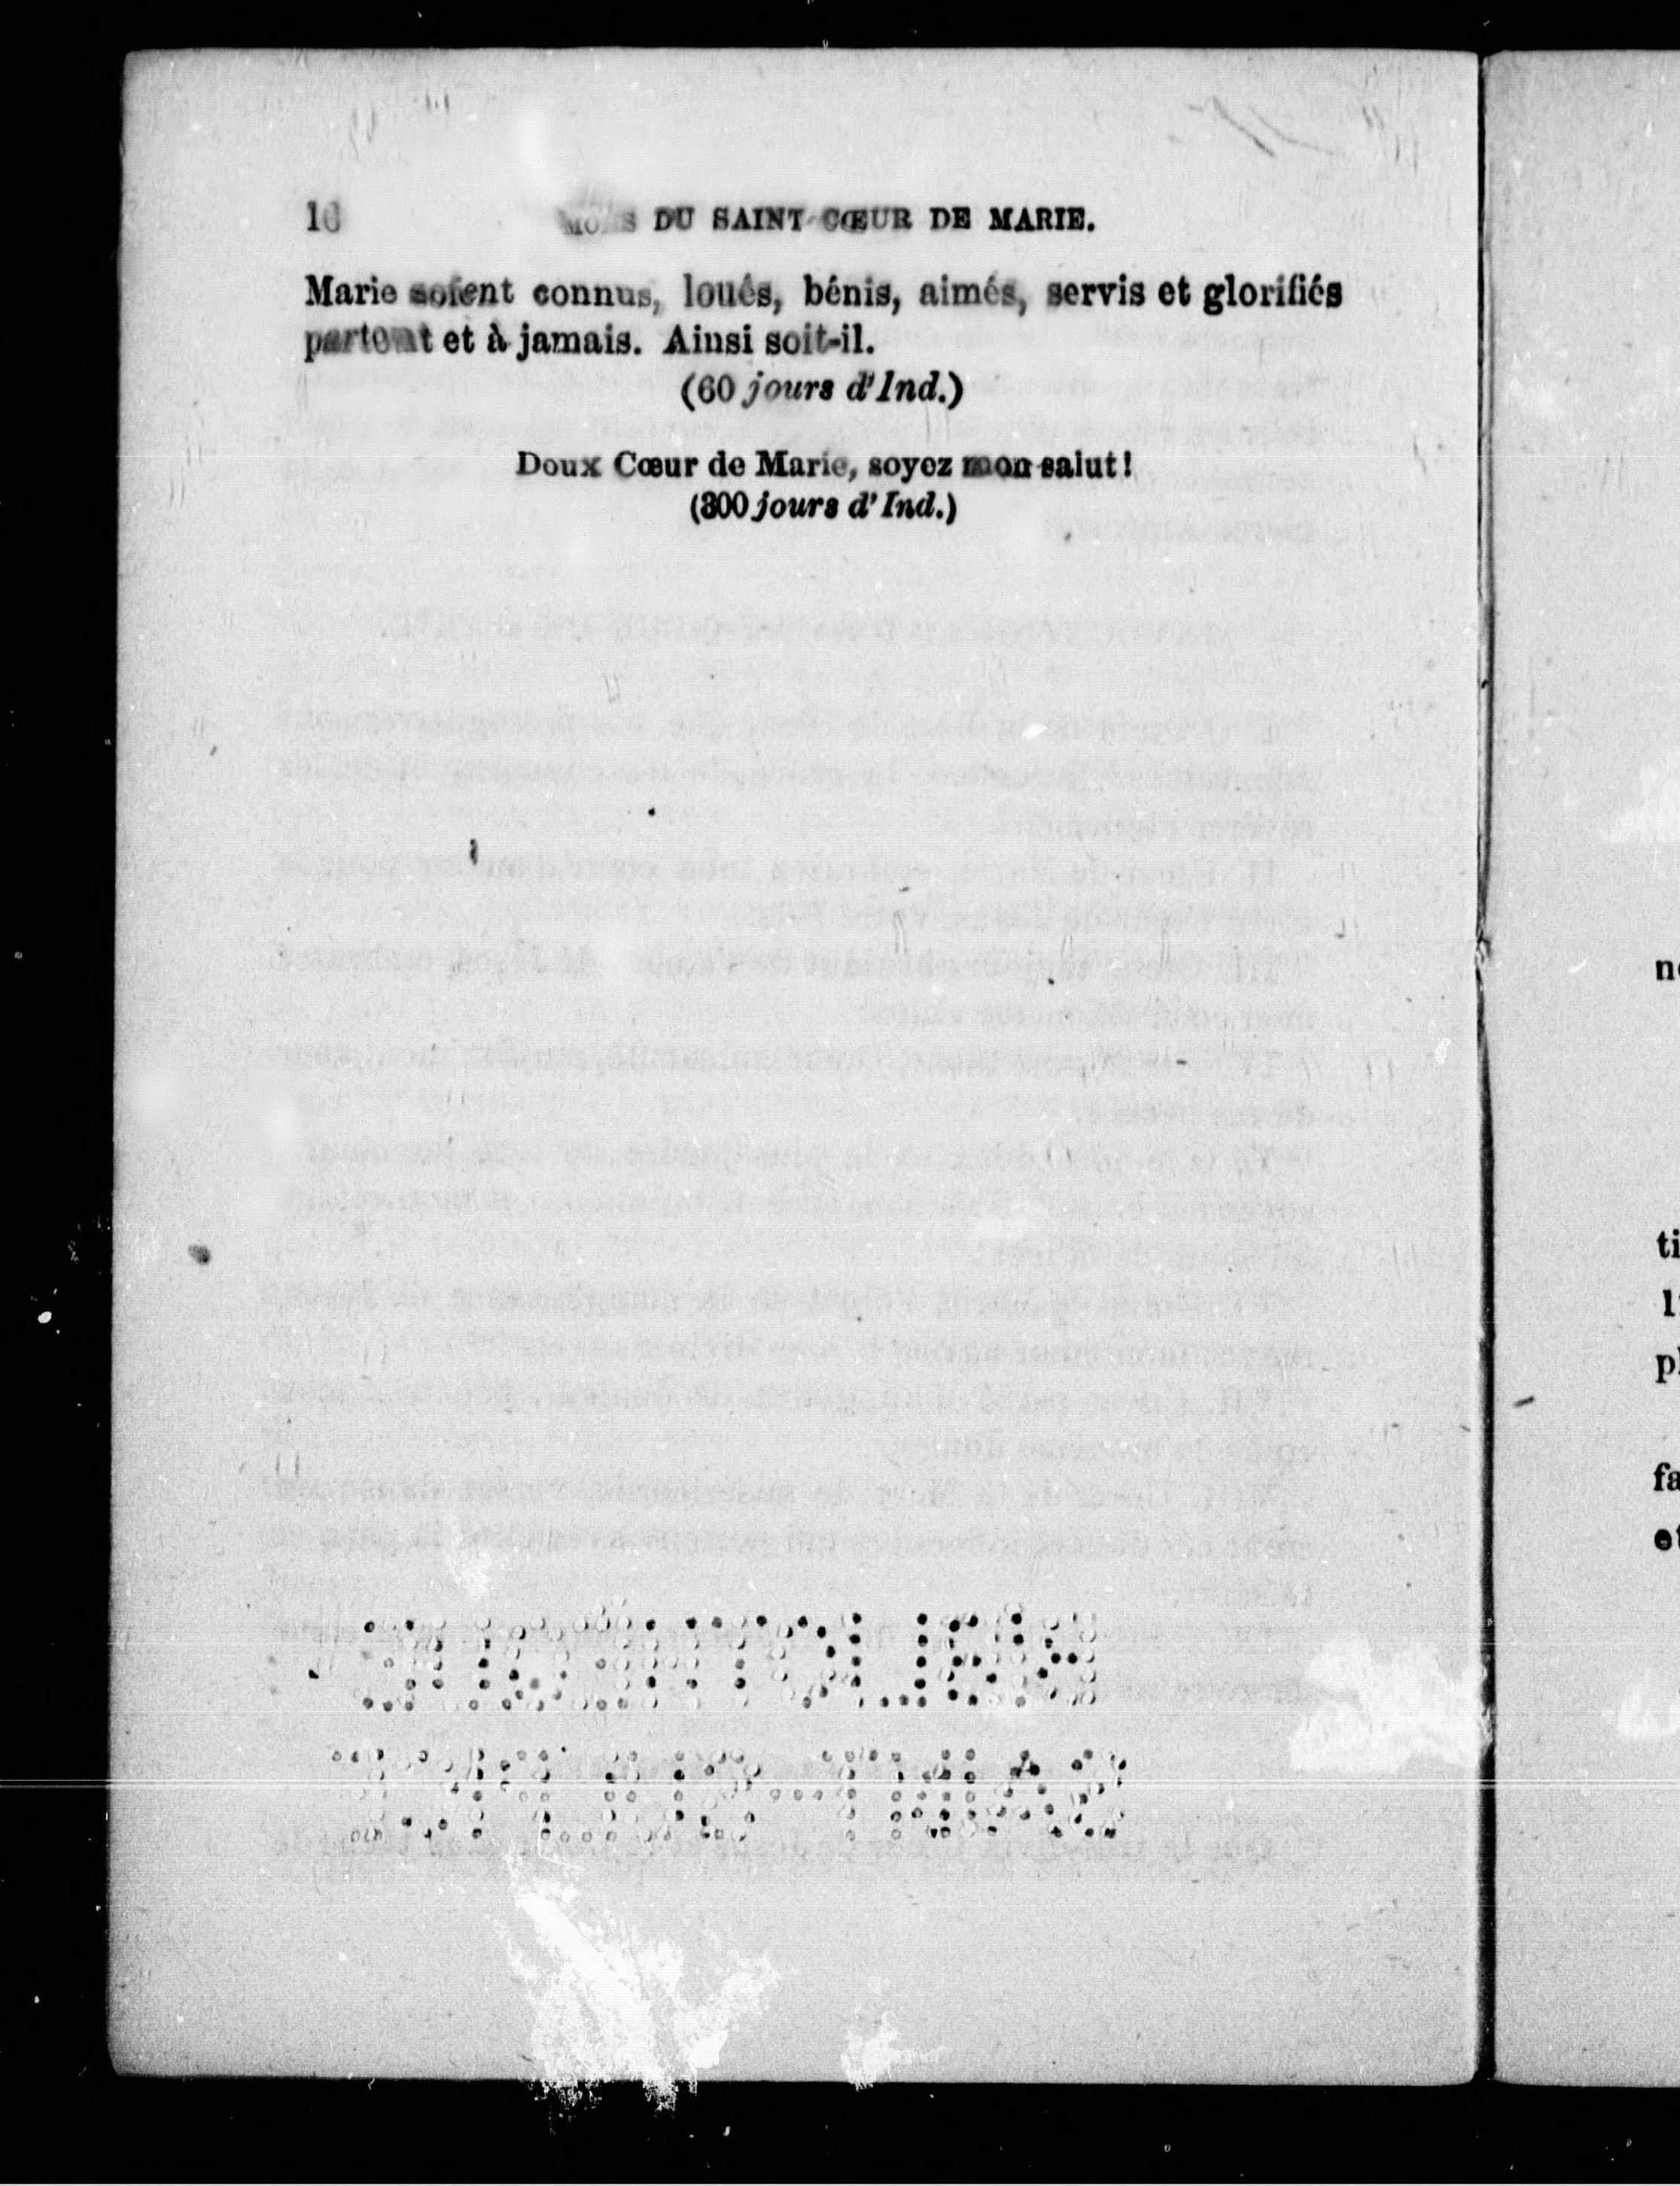 10 MOIS DU SAINT CŒUR DE MARIE.
Marie soient connus, loués, bénis, aimés, servis et glorifiés
partout et à jamais. Ainsi soit-il.
(60 jours d'Ind.)
Doux Cœur de Marie, soyez mon salut!
(300 jours d'Ind.)